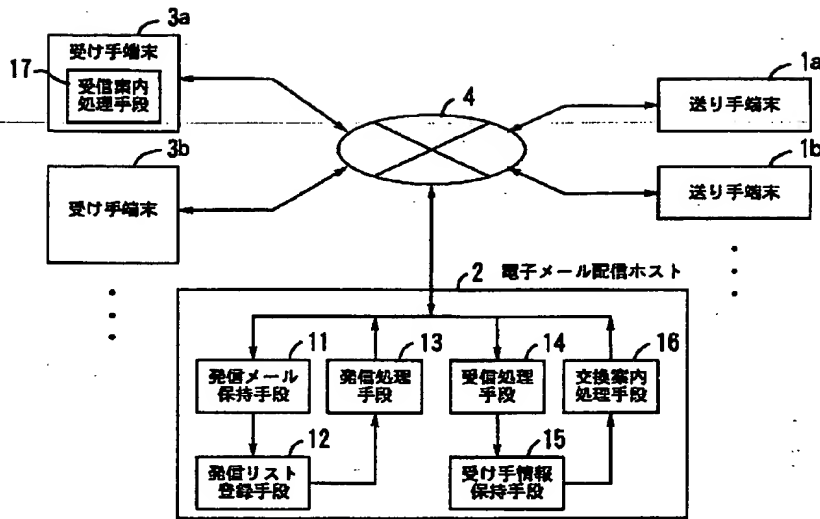 3a
受け手端末
17
受信案内
処理手段
3b
受け手端末
4
1a
送り手端末
1b
送り手端末
2 電子メール配信ホスト
11
発信メール
保持手段
13
発信処理
手段
14
受信処理
手段
16
交換案内
処理手段
12
発信リスト
登録手段
15
受け手情報
保持手段